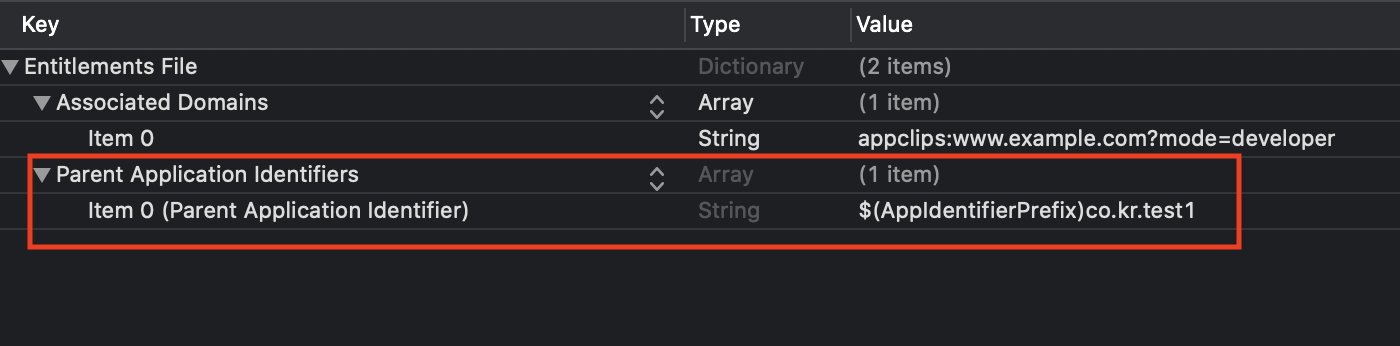 Key Type Value
Entitlements File Dictionary (2 items)
Associated Domains Array (1 item)
Item 0 String appclips:www.example.com?mode=developer
Parent Application Identifiers Array (1 item)
Item 0 (Parent Application Identifier) String $(AppIdentifierPrefix)co.kr.test1